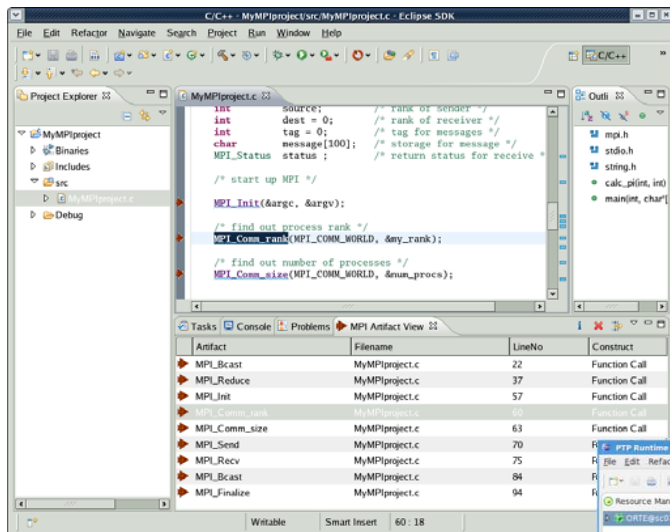 C/C++ - MyMPIproject/src/MyMPIproject.c - Eclipse SDK
File Edit Refactor Navigate Search Project Run Window Help
C/C++
Project Explorer
MyMPIproject
Binaries
Includes
src
MyMPIproject.c
Debug
MyMPIproject.c
int source; /* rank of sender */
int dest = 0; /* rank of receiver */
int tag = 0; /* tag for messages */
char message[100]; /* storage for message */
MPI_Status status ; /* return status for receive *
/* start up MPI */
MPI_Init(&argc, &argv);
/* find out process rank */
MPI_Comm_rank(MPI_COMM_WORLD, &my_rank);
/* find out number of processes */
MPI_Comm_size(MPI_COMM_WORLD, &num_procs);
Outli
mpi.h
stdio.h
string.h
calc_pi(int, int)
main(int, char*[
Tasks Console Problems MPI Artifact View
Artifact Filename LineNo Construct
MPI_Bcast MyMPIproject.c 22 Function Call
MPI_Reduce MyMPIproject.c 37 Function Call
MPI_Init MyMPIproject.c 57 Function Call
MPI_Comm_rank MyMPIproject.c 60 Function Call
MPI_Comm_size MyMPIproject.c 63 Function Call
MPI_Send MyMPIproject.c 70 F
MPI_Recv MyMPIproject.c 75 F
MPI_Bcast MyMPIproject.c 84 F
MPI_Finalize MyMPIproject.c 94 F
PTP Runtime
File Edit Refac
Resource Man
ORTE@sc0
Writable Smart Insert 60 : 18